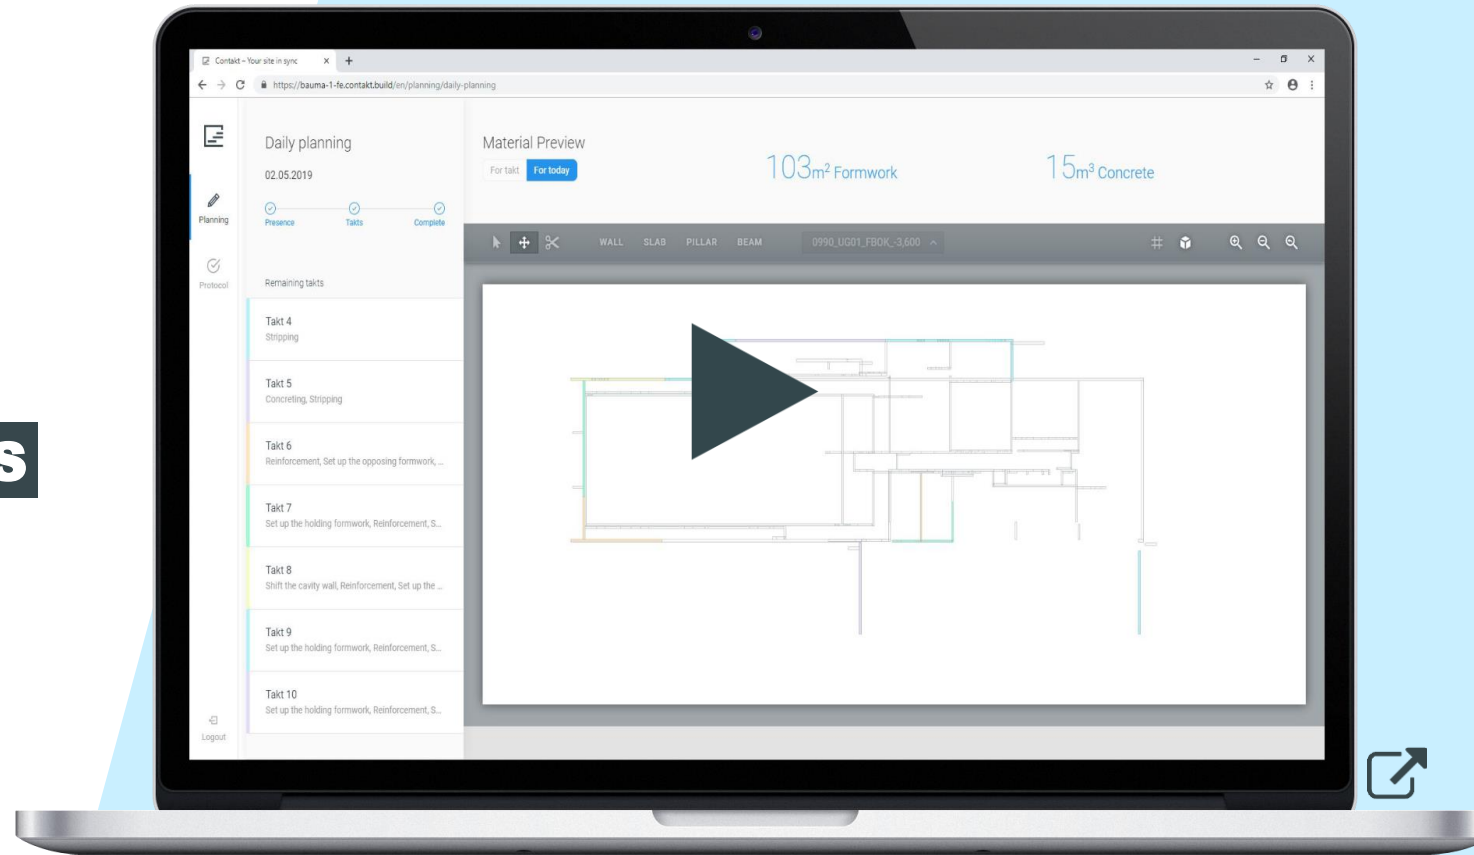 Contakt – Your site in sync
https://bauma-1-fe.contakt.build/en/planning/daily-planning
Daily planning
02.05.2019
Presence Takts Complete
Planning
Protocol
Remaining takts
Takt 4
Stripping
Takt 5
Concreting, Stripping
Takt 6
Reinforcement, Set up the opposing formwork, ...
Takt 7
Set up the holding formwork, Reinforcement, S...
Takt 8
Shift the cavity wall, Reinforcement, Set up the ...
Takt 9
Set up the holding formwork, Reinforcement, S...
Takt 10
Set up the holding formwork, Reinforcement, S...
Logout
Material Preview
For takt For today
103m² Formwork
15m³ Concrete
WALL SLAB PILLAR BEAM 0990_UG01_FBOK_-3,600
s